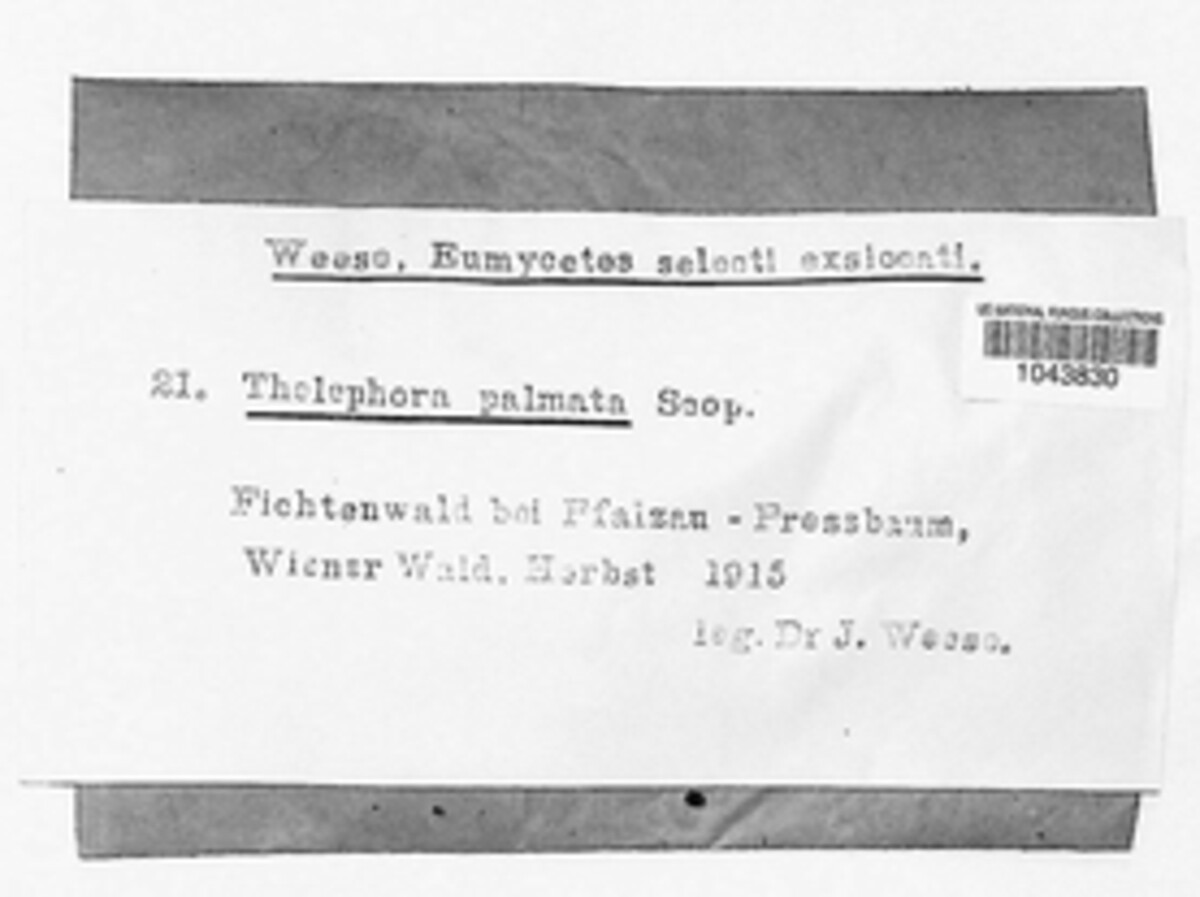 Weese, Eumycetes selecti exsiccati.
US NATIONAL FUNGUS COLLECTIONS
1043830
21. Thelephora palmata Scop.
Fichtenwald bei Pfalzau - Pressbaum,
Wiener Wald. Herbst 1915
leg. Dr J. Weese.